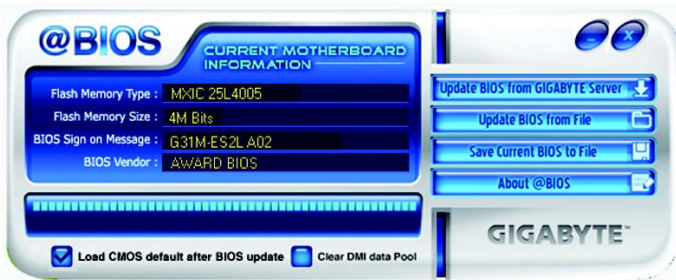 @BIOS
CURRENT MOTHERBOARD
INFORMATION
Flash Memory Type : MXIC 25L4005
Flash Memory Size : 4M Bits
BIOS Sign on Message : G31M-ES2L A02
BIOS Vendor : AWARD BIOS
Update BIOS from GIGABYTE Server
Update BIOS from File
Save Current BIOS to File
About @BIOS
Load CMOS default after BIOS update
Clear DMI data Pool
GIGABYTE™